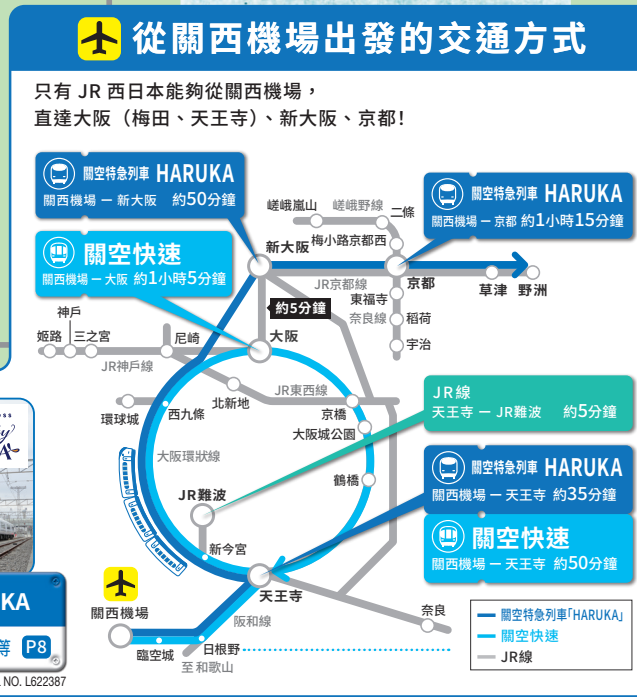 從關西機場出發的交通方式
只有 JR 西日本能夠從關西機場，
直達大阪（梅田、天王寺）、新大阪、京都！
關空特急列車 HARUKA
關西機場 — 新大阪 約50分鐘
關空快速
關西機場 — 大阪 約1小時5分鐘
關空特急列車 HARUKA
關西機場 — 京都 約1小時15分鐘
嵯峨嵐山
嵯峨野線
二條
新大阪
梅小路京都西
JR京都線
京都
草津
野洲
東福寺
奈良線
稻荷
宇治
約5分鐘
大阪
神戶
姬路
三之宮
尼崎
JR神戶線
北新地
JR東西線
環球城
西九條
京橋
大阪城公園
大阪環狀線
鶴橋
JR難波
新今宮
JR線
天王寺 — JR難波 約5分鐘
關空特急列車 HARUKA
關西機場 — 天王寺 約35分鐘
關空快速
關西機場 — 天王寺 約50分鐘
天王寺
關西機場
阪和線
奈良
臨空城
日根野
至和歌山
關空特急列車「HARUKA」
關空快速
JR線
KA
等 P8
NO. L622387